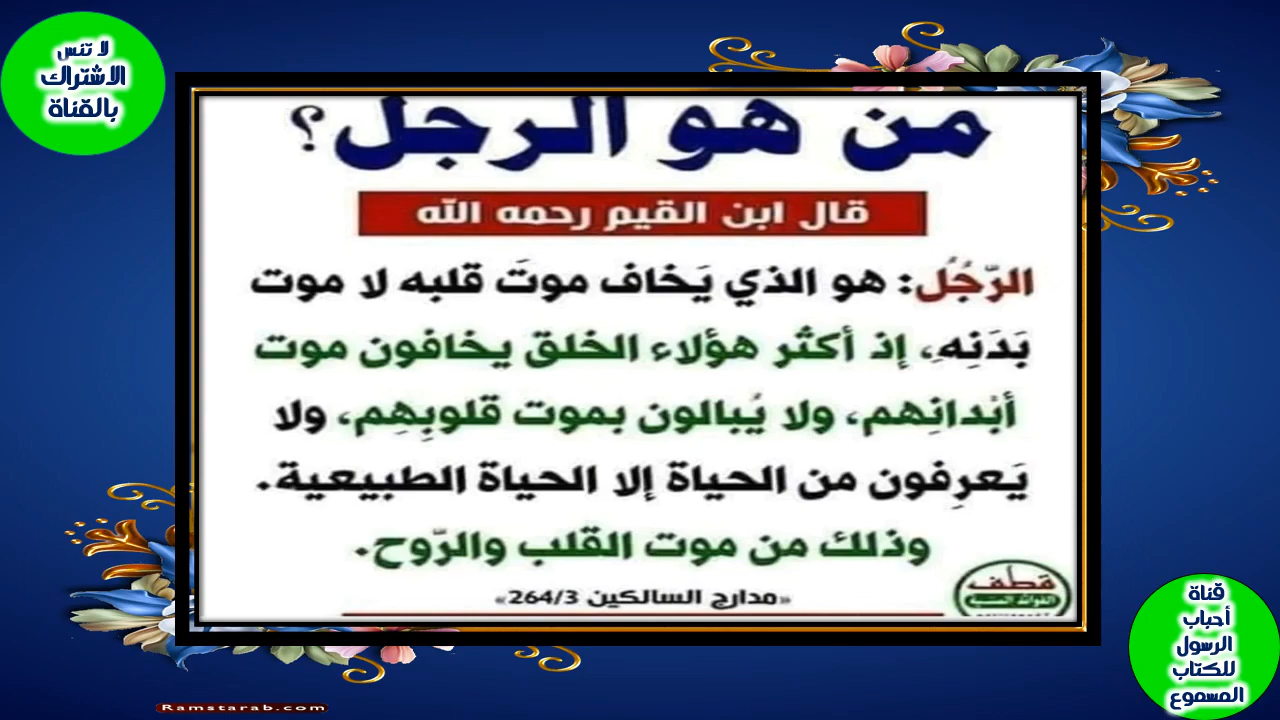 لا تنس
الاشتراك
بالقناة
من هو الرجل؟
قال ابن القيم رحمه الله
الرّجُل: هو الذي يَخاف موتَ قلبه لا موت
بَدَنِهِ، إذ أكثر هؤلاء الخلق يخافون موت
أبْدانِهم، ولا يُبالون بموت قلوبِهِم، ولا
يَعرِفون من الحياة إلا الحياة الطبيعية.
وذلك من موت القلب والرّوح.
«مدارج السالكين 264/3»
قطف
قناة
أحباب
الرسول
للكتاب
المسموع
Ramstarab.com